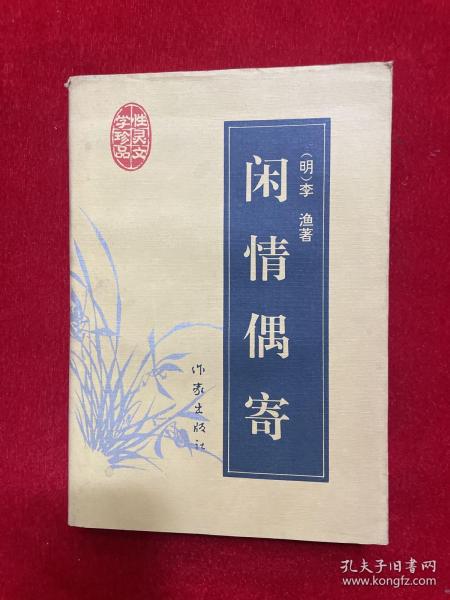 性灵文
学珍品
（明）李 渔著
闲情偶寄
作家出版社
孔夫子旧书网
www.kongfz.com